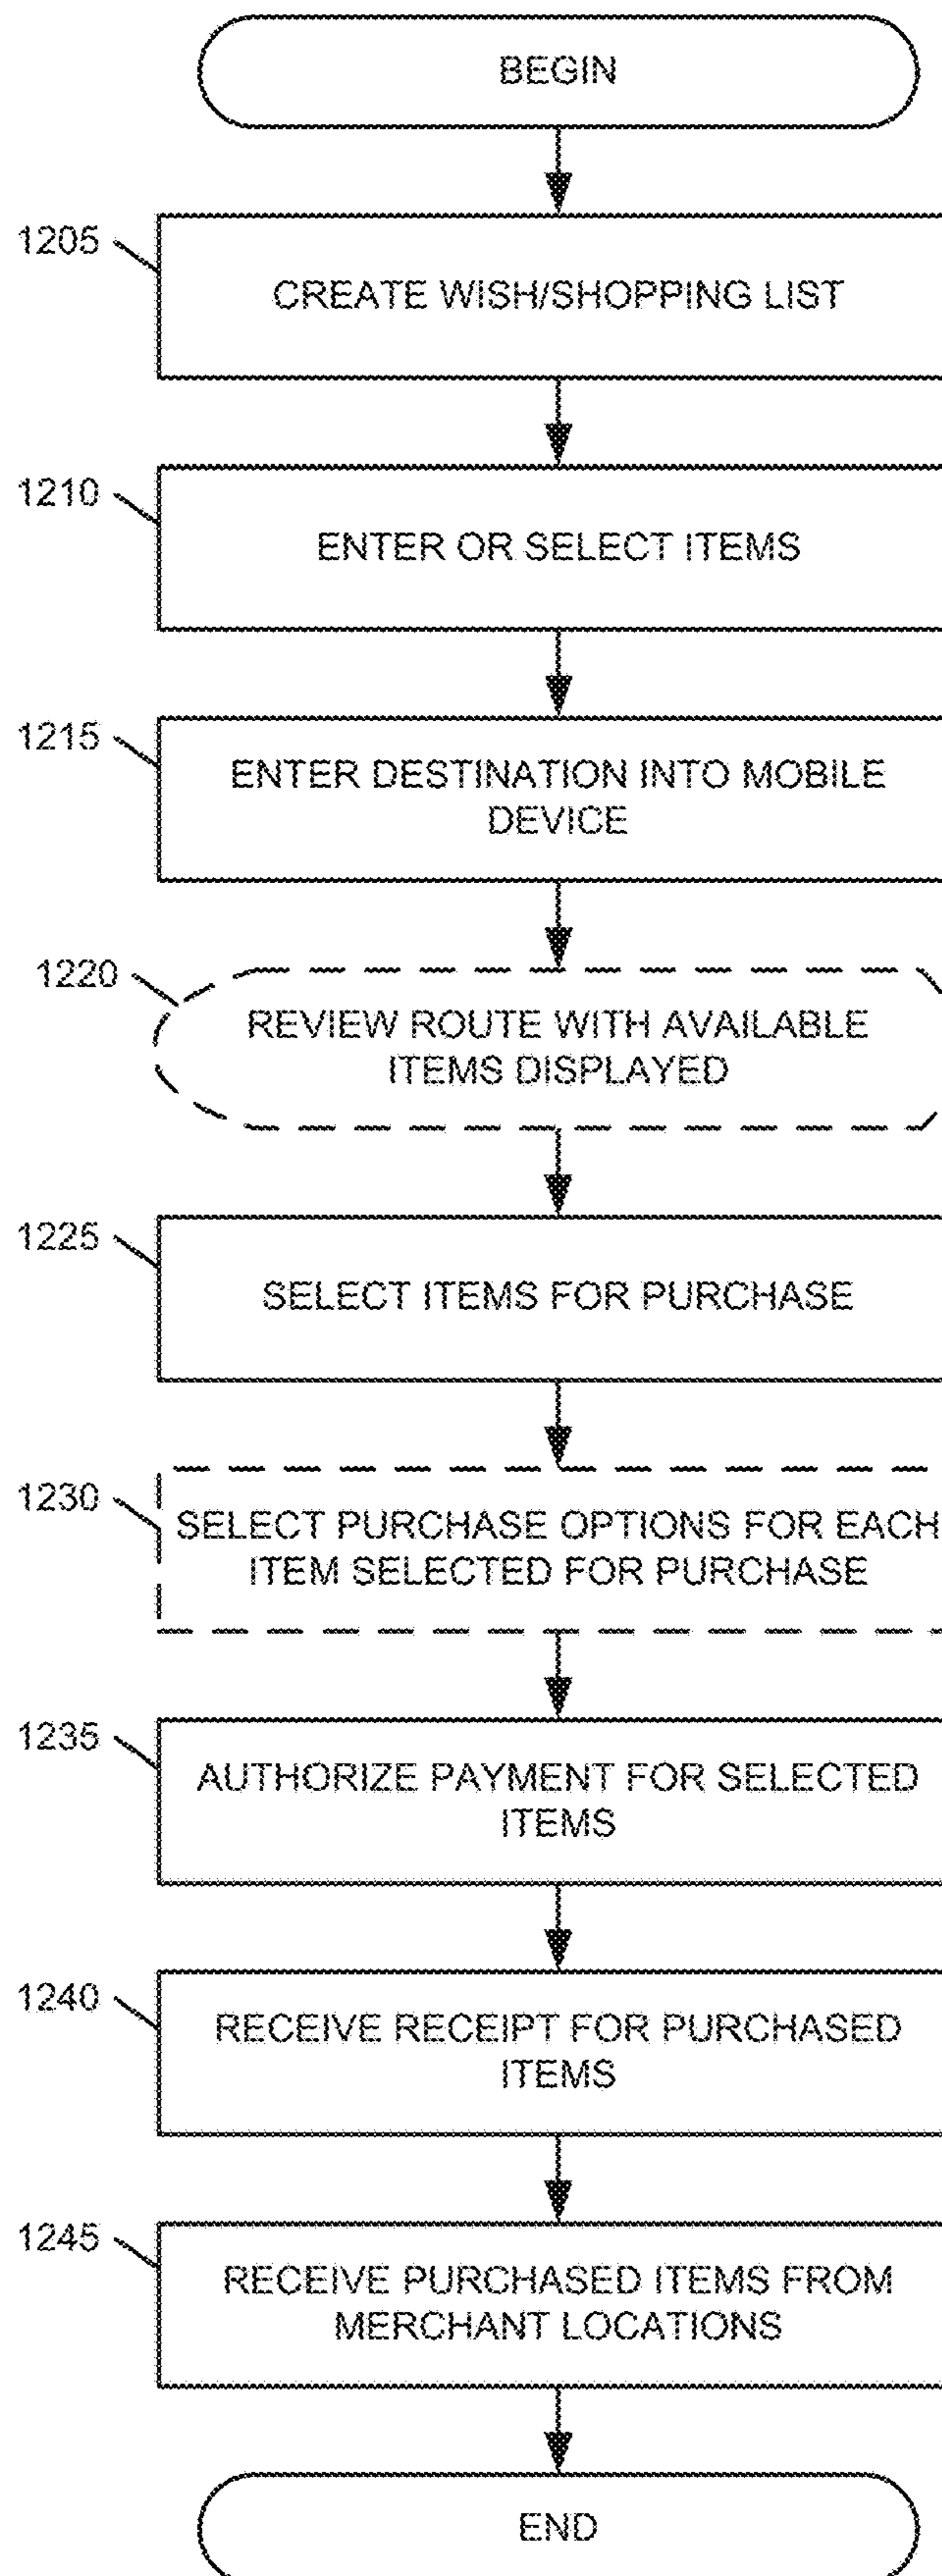 BEGIN
1205
CREATE WISH/SHOPPING LIST
1210
ENTER OR SELECT ITEMS
1215
ENTER DESTINATION INTO MOBILE
DEVICE
1220
REVIEW ROUTE WITH AVAILABLE
ITEMS DISPLAYED
1225
SELECT ITEMS FOR PURCHASE
1230
SELECT PURCHASE OPTIONS FOR EACH
ITEM SELECTED FOR PURCHASE
1235
AUTHORIZE PAYMENT FOR SELECTED
ITEMS
1240
RECEIVE RECEIPT FOR PURCHASED
ITEMS
1245
RECEIVE PURCHASED ITEMS FROM
MERCHANT LOCATIONS
END